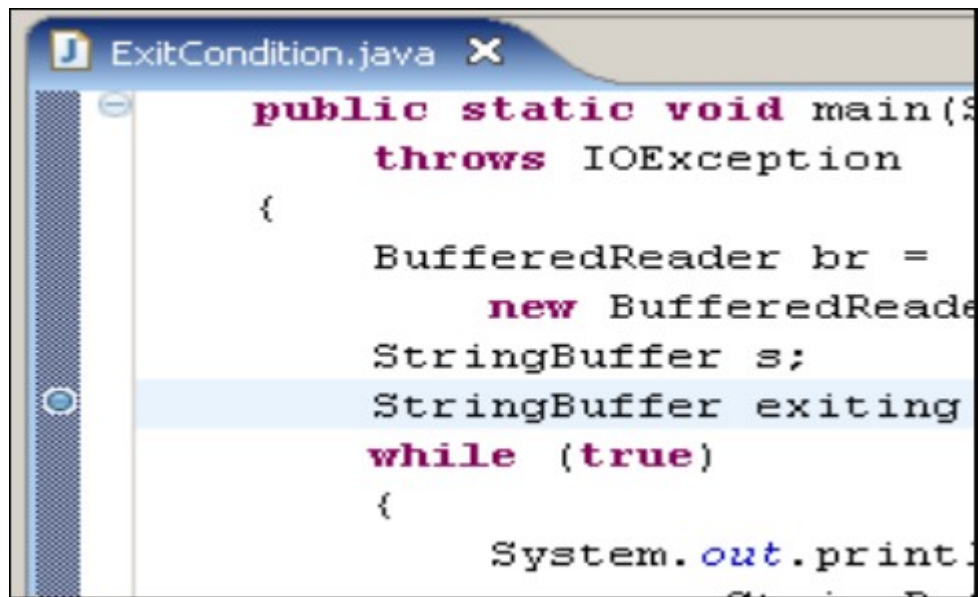 ExitCondition.java
public static void main(
throws IOException
{
BufferedReader br =
new BufferedReade
StringBuffer s;
StringBuffer exiting
while (true)
{
System.out.print